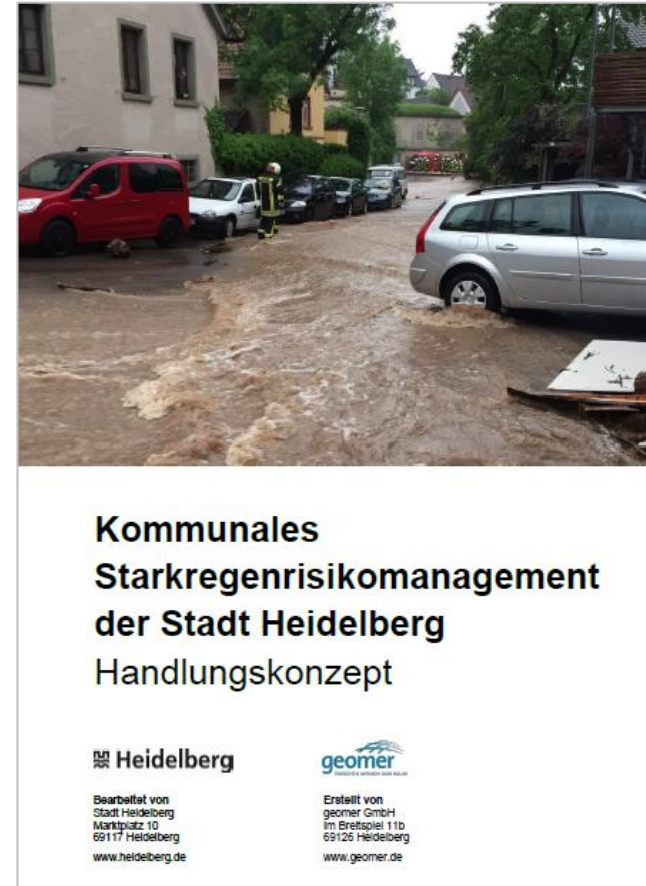 Kommunales
Starkregenrisikomanagement
der Stadt Heidelberg
Handlungskonzept
Heidelberg
geomer
Bearbeitet von
Stadt Heidelberg
Marktplatz 10
69117 Heidelberg
www.heidelberg.de
Erstellt von
geomer GmbH
Im Breitspiel 11b
69126 Heidelberg
www.geomer.de